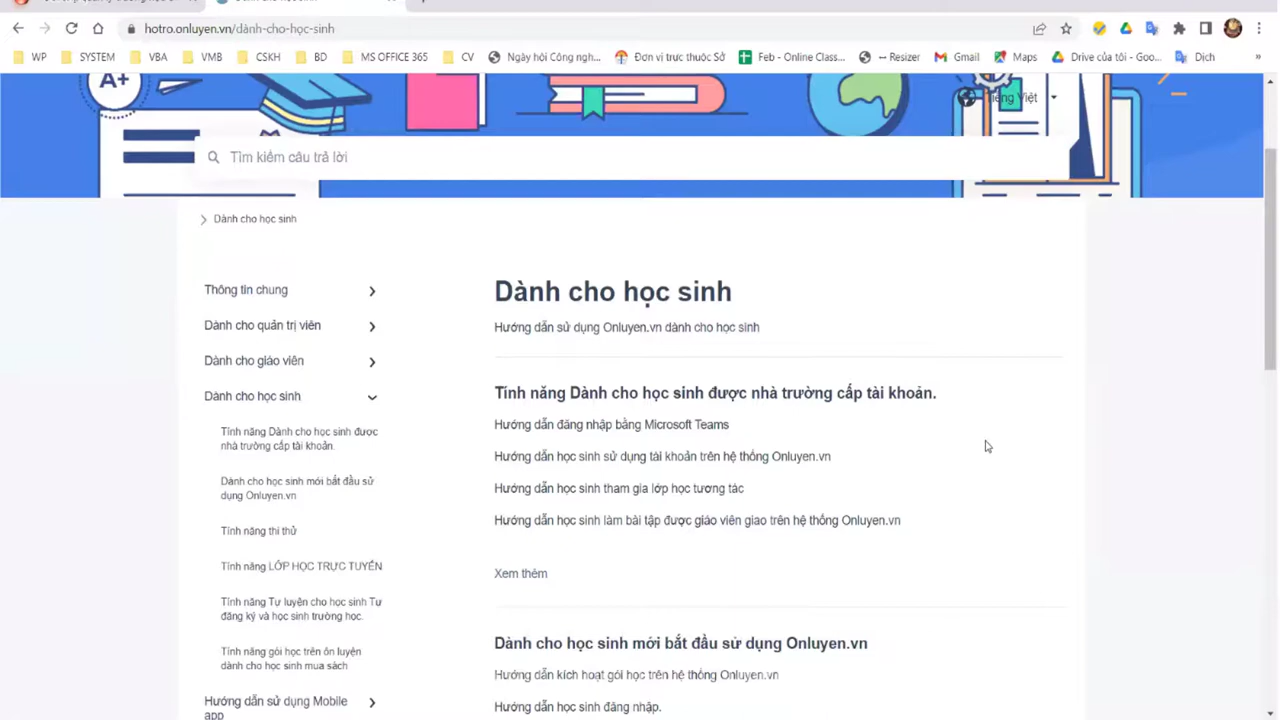 hotro.onluyen.vn/dành-cho-học-sinh
WP SYSTEM VBA VMB CSKH BD MS OFFICE 365 CV Ngày hội Công nghệ... Đơn vị trực thuộc Sở Feb - Online Class... -- Resizer Gmail Maps Drive của tôi - Goo... Dịch »
A+
Tiếng Việt
Tìm kiếm câu trả lời
Dành cho học sinh
Thông tin chung
Dành cho quản trị viên
Dành cho giáo viên
Dành cho học sinh
Tính năng Dành cho học sinh được
nhà trường cấp tài khoản.
Dành cho học sinh mới bắt đầu sử
dụng Onluyen.vn
Tính năng thi thử
Tính năng LỚP HỌC TRỰC TUYẾN
Tính năng Tự luyện cho học sinh Tự
đăng ký và học sinh trường học.
Tính năng gói học trên ôn luyện
dành cho học sinh mua sách
Hướng dẫn sử dụng Mobile
app
Dành cho học sinh
Hướng dẫn sử dụng Onluyen.vn dành cho học sinh
Tính năng Dành cho học sinh được nhà trường cấp tài khoản.
Hướng dẫn đăng nhập bằng Microsoft Teams
Hướng dẫn học sinh sử dụng tài khoản trên hệ thống Onluyen.vn
Hướng dẫn học sinh tham gia lớp học tương tác
Hướng dẫn học sinh làm bài tập được giáo viên giao trên hệ thống Onluyen.vn
Xem thêm
Dành cho học sinh mới bắt đầu sử dụng Onluyen.vn
Hướng dẫn kích hoạt gói học trên hệ thống Onluyen.vn
Hướng dẫn học sinh đăng nhập.